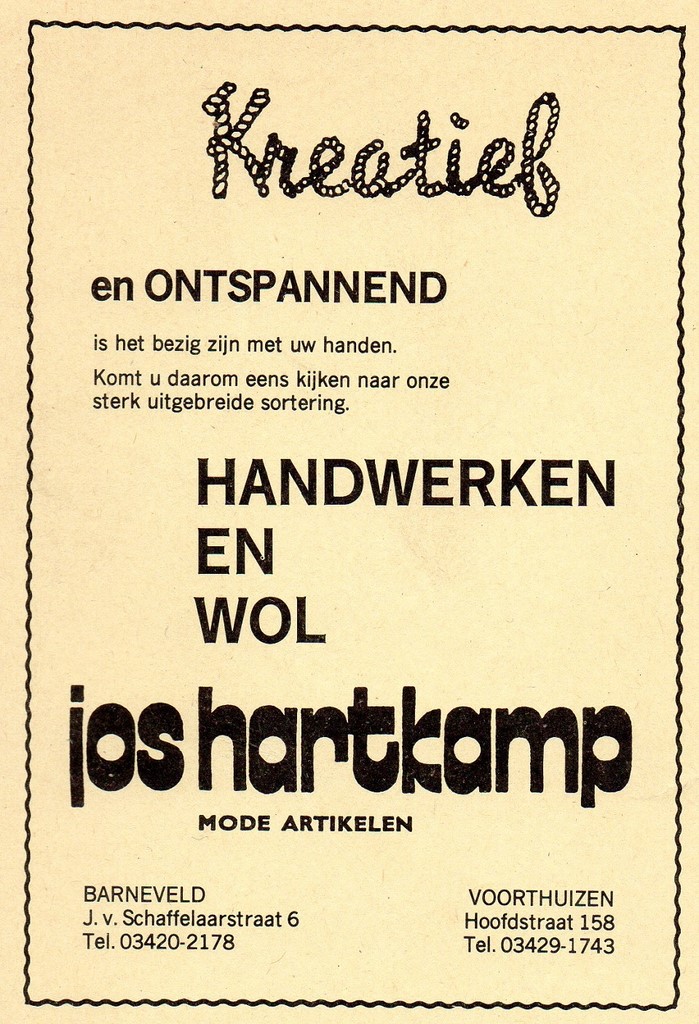 Kreatief
en ONTSPANNEND
is het bezig zijn met uw handen.
Komt u daarom eens kijken naar onze
sterk uitgebreide sortering.
HANDWERKEN
EN
WOL
jos hartkamp
MODE ARTIKELEN
BARNEVELD
J. v. Schaffelaarstraat 6
Tel. 03420-2178
VOORTHUIZEN
Hoofdstraat 158
Tel. 03429-1743